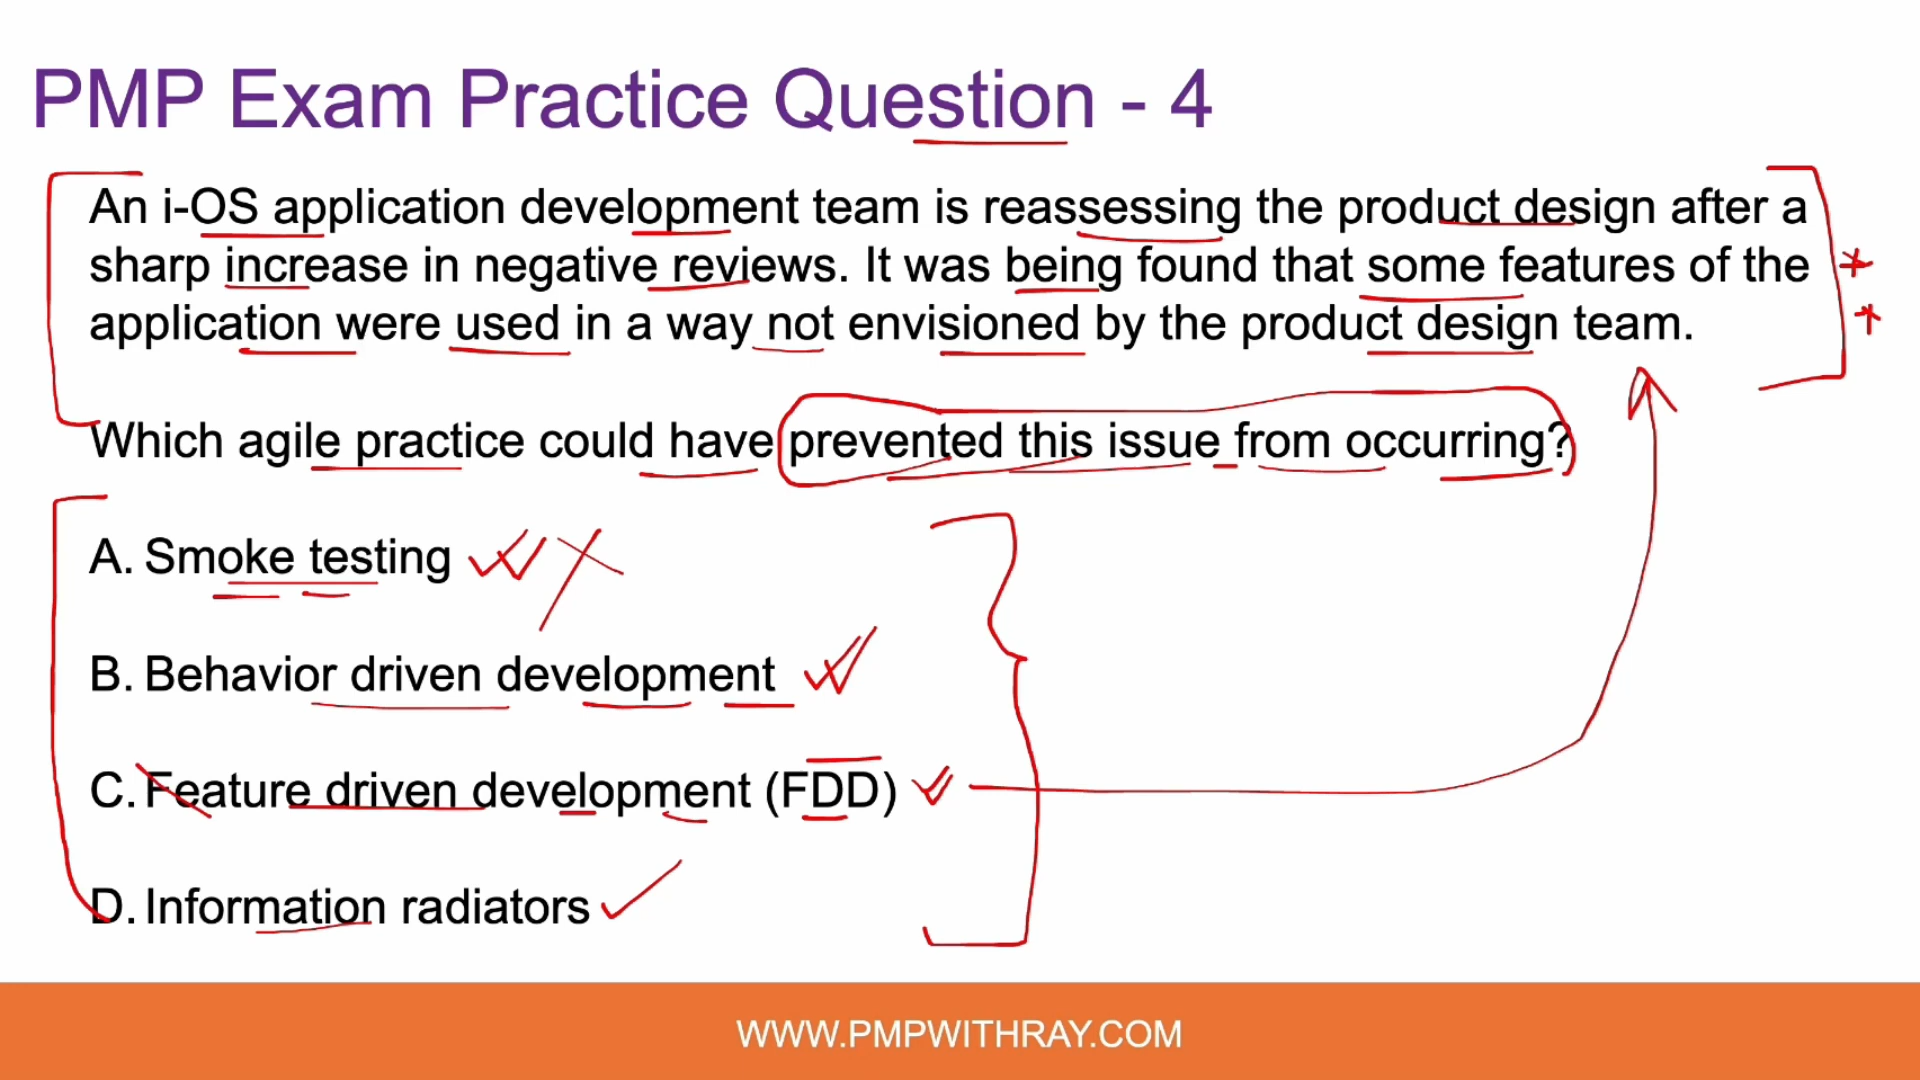 PMP Exam Practice Question - 4
An i-OS application development team is reassessing the product design after a
sharp increase in negative reviews. It was being found that some features of the
application were used in a way not envisioned by the product design team.
Which agile practice could have prevented this issue from occurring?
A. Smoke testing
B. Behavior driven development
C. Feature driven development (FDD)
D. Information radiators
WWW.PMPWITHRAY.COM